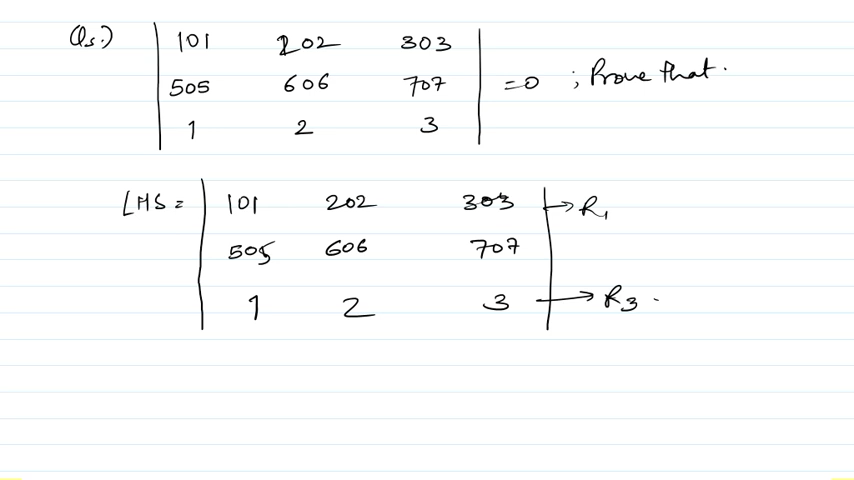 Qs.) | 101 202 303 |
| 505 606 707 | =0 ; Prove that.
| 1 2 3 |
LHS = | 101 202 303 | → R₁
| 505 606 707 |
| 1 2 3 | → R₃ .